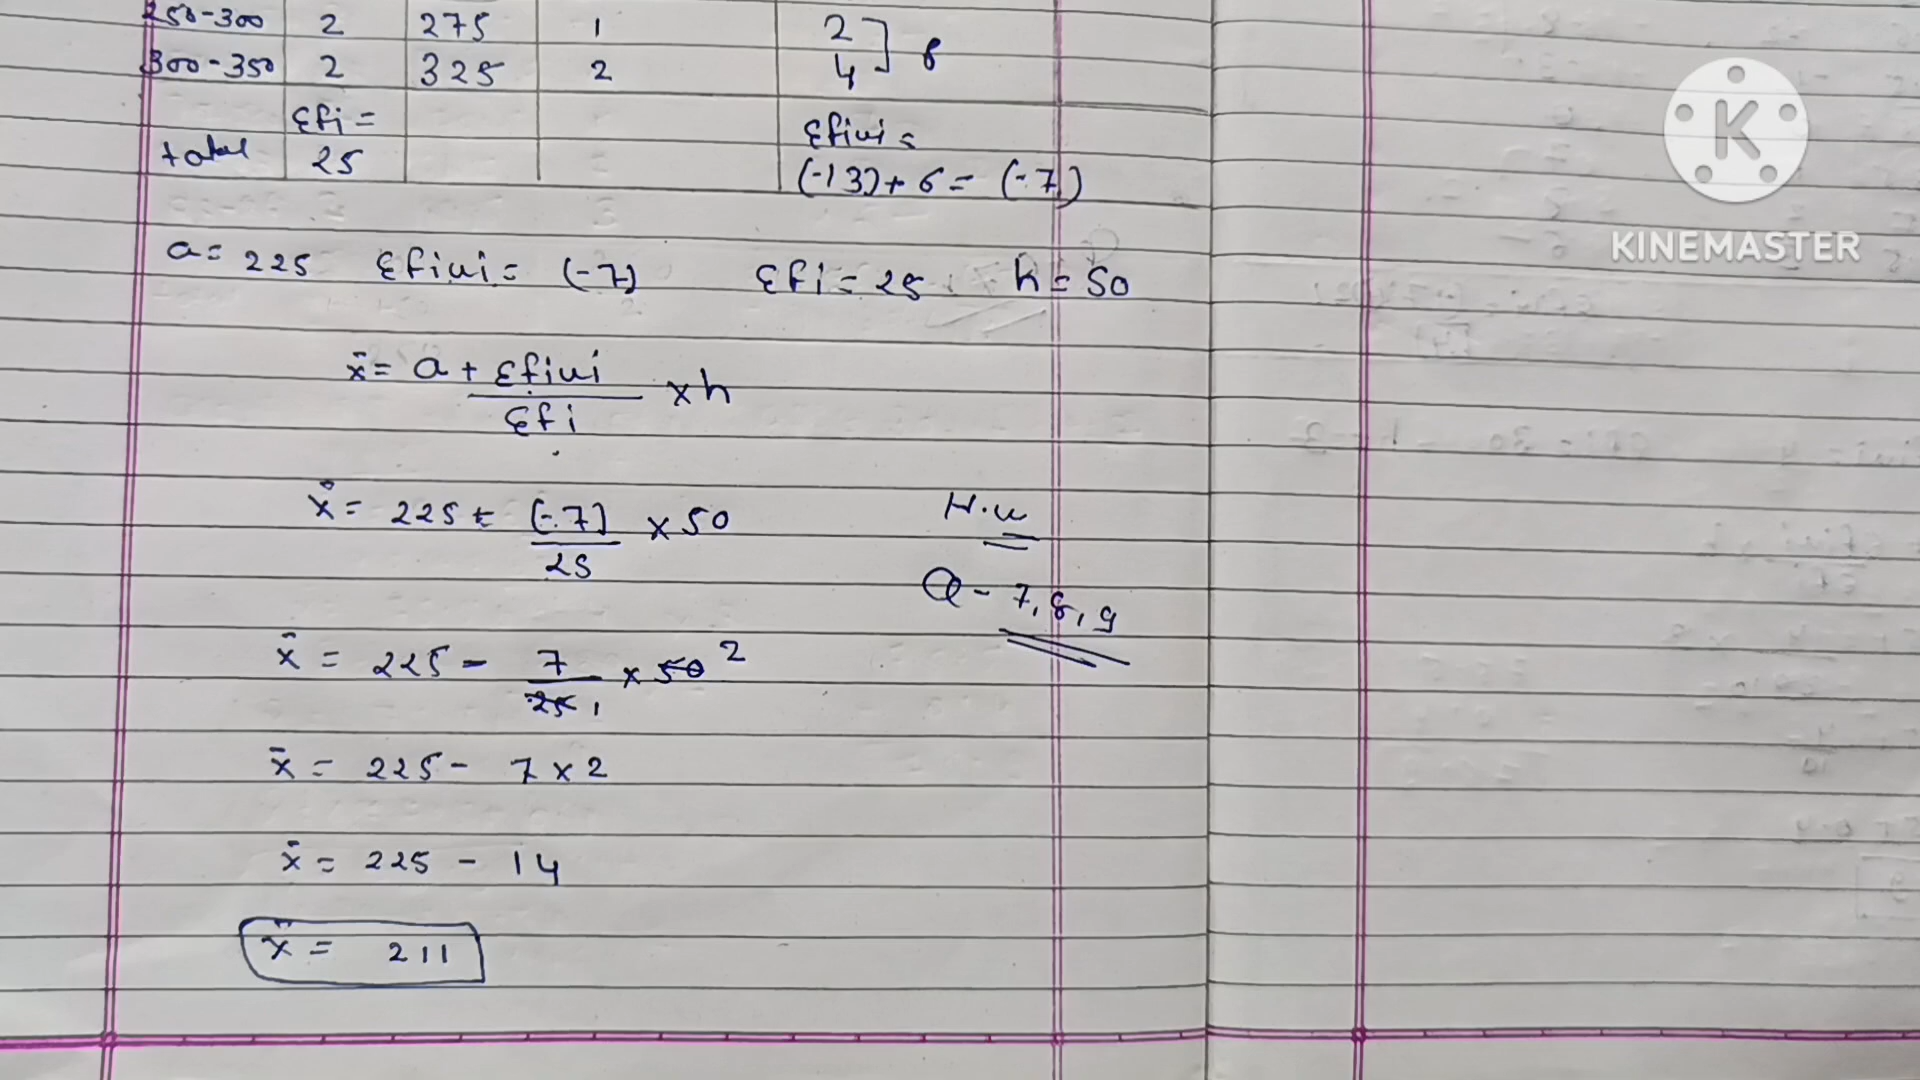 250-300 2 275 1 2
300-350 2 325 2 4 6
Σfi = Σfiui =
total 25 (-13)+6= (-7)
a= 225 Σfiui= (-7) Σfi= 25 h= 50
x̄= a + Σfiui/Σfi × h
x̄= 225 + (-7)/25 × 50
H.w
Q- 7,8,9
x̄ = 225 - 7/25 1 × 50 2
x̄ = 225 - 7×2
x̄ = 225 - 14
x̄ = 211
K
KINEMASTER